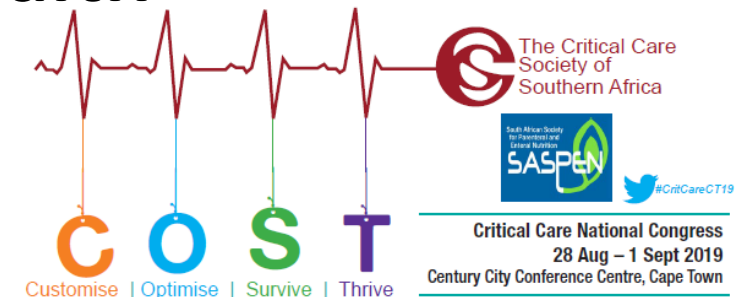 The Critical Care
Society of
Southern Africa
South African Society
for Parenteral and
Enteral Nutrition
SASPEN
#CritCareCT19
COST
Customise | Optimise | Survive | Thrive
Critical Care National Congress
28 Aug – 1 Sept 2019
Century City Conference Centre, Cape Town